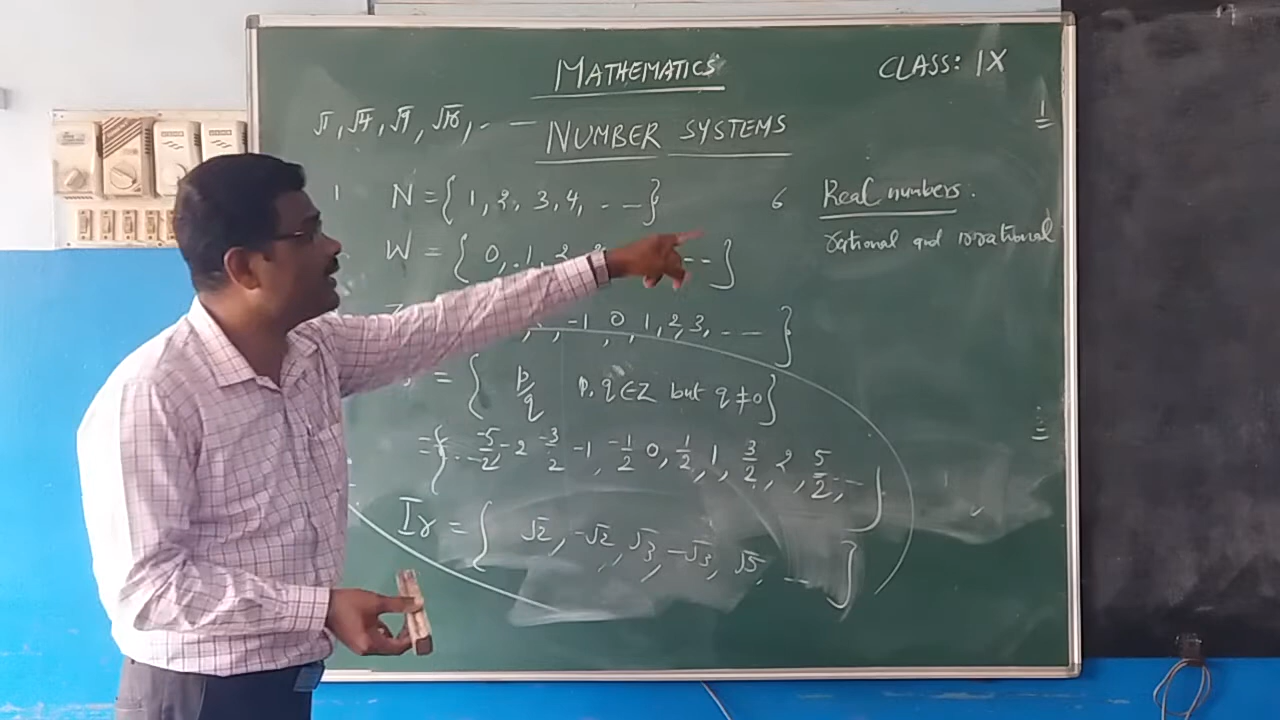 MATHEMATICS
CLASS: IX
√1, √4, √9, √16, . – –
NUMBER SYSTEMS
1
1 N = { 1, 2, 3, 4, . – – }
6 Real numbers.
W = { 0, 1, 2, – – }
rational and irrational
-1, 0, 1, 2, 3, . – – }
= { p/q p, q ∈ Z but q ≠ 0}
= { . – -5/2, -2 -3/2 -1, -1/2 0, 1/2, 1, 3/2, 2, 5/2, – – }
Ir = { √2, -√2, √3, -√3, √5, . – – }